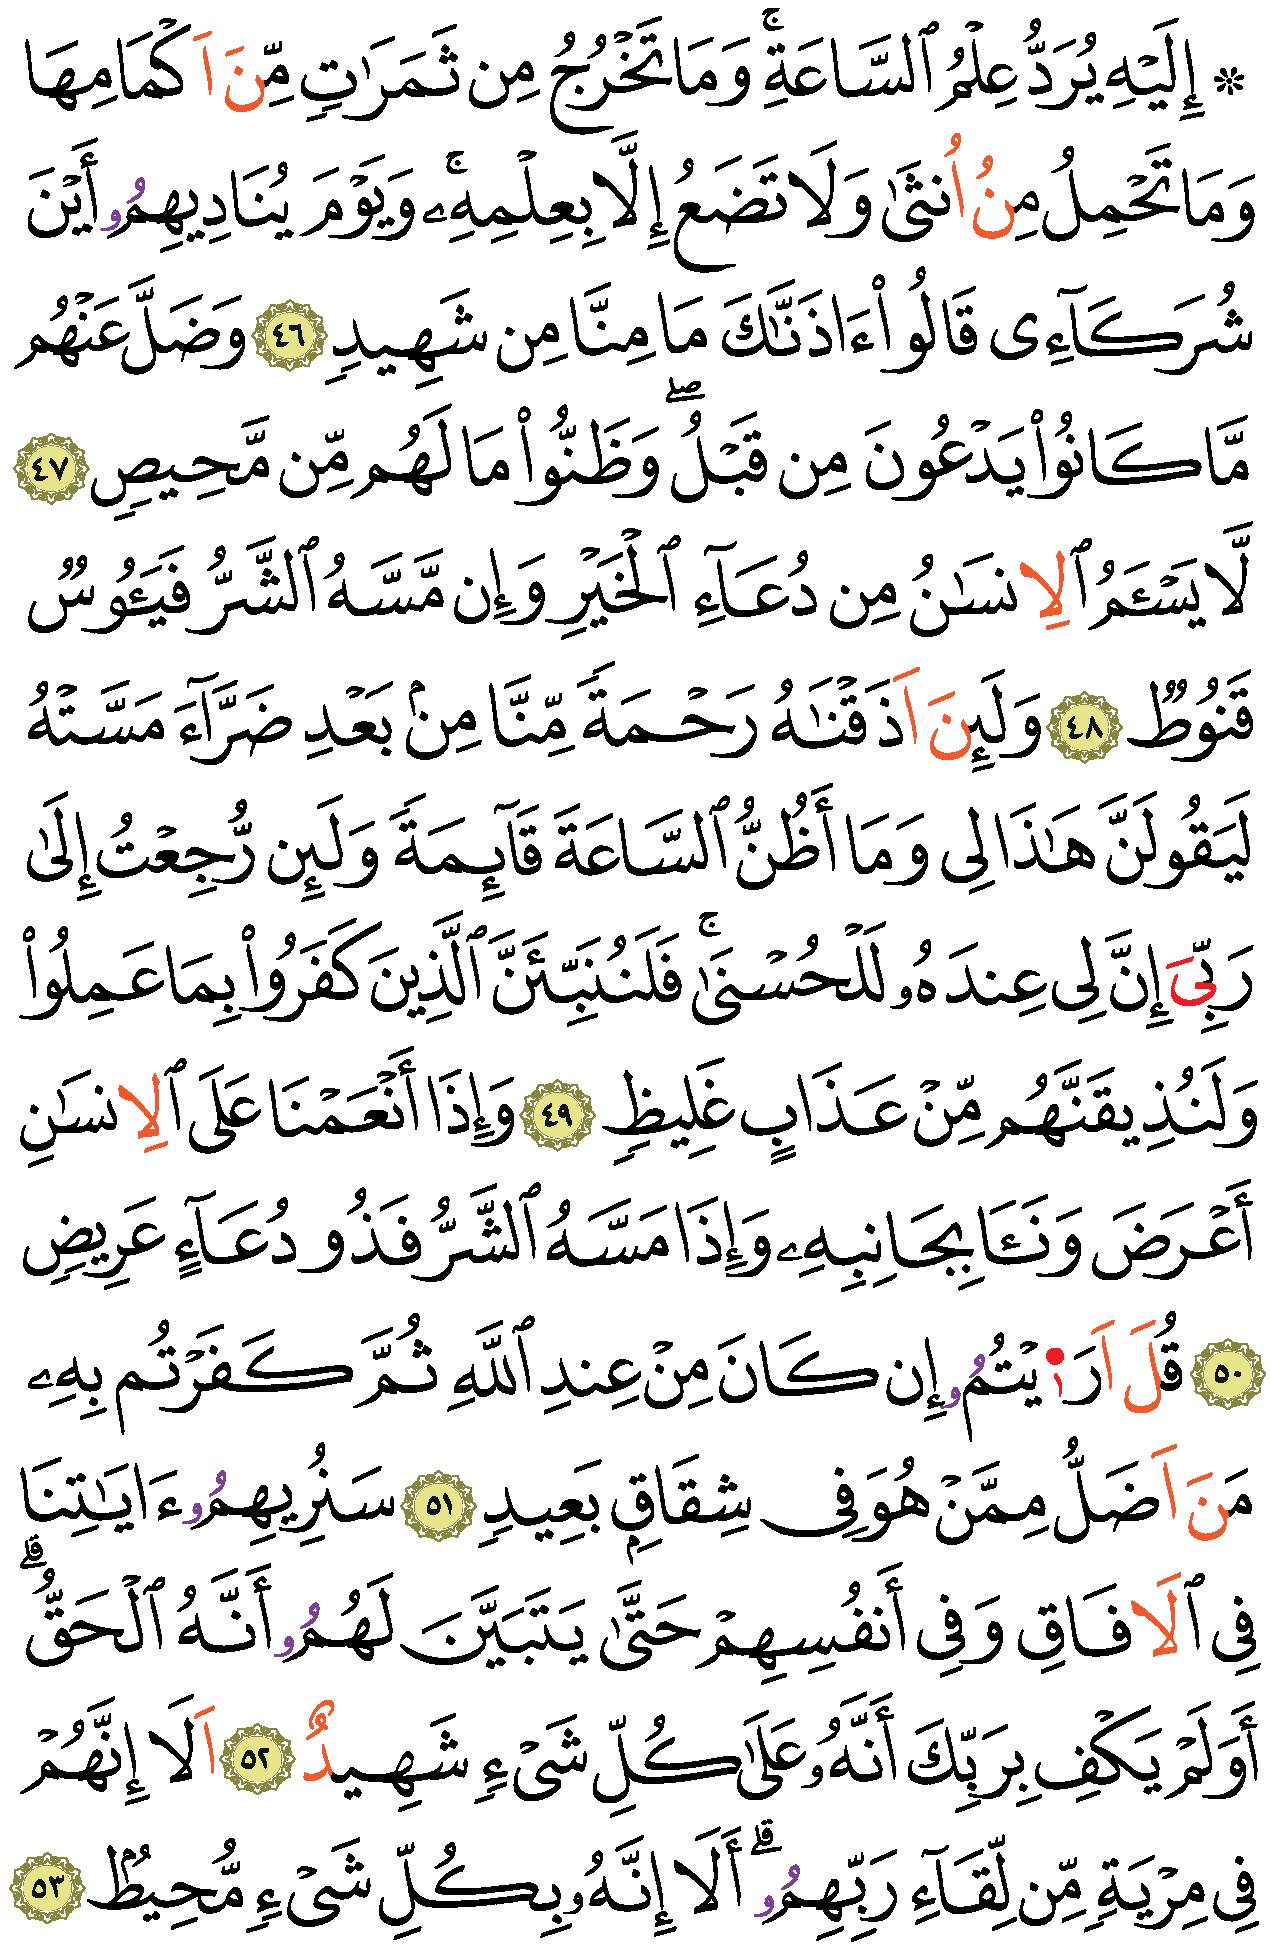 ۞ إِلَيْهِ يُرَدُّ عِلْمُ ٱلسَّاعَةِۚ وَمَا تَخْرُجُ مِن ثَمَرَٰتٖ مِّنَ اَكْمَامِهَا
وَمَا تَحْمِلُ مِنُ اُنثَىٰ وَلَا تَضَعُ إِلَّا بِعِلْمِهِۦۚ وَيَوْمَ يُنَادِيهِمُۥ أَيْنَ
شُرَكَآءِى قَالُوٓاْ ءَاذَنَّٰكَ مَا مِنَّا مِن شَهِيدٖ ٤٦ وَضَلَّ عَنْهُم
مَّا كَانُواْ يَدْعُونَ مِن قَبْلُۖ وَظَنُّواْ مَا لَهُم مِّن مَّحِيصٖ ٤٧
لَّا يَسْـَٔمُ ٱلِانسَٰنُ مِن دُعَآءِ ٱلْخَيْرِ وَإِن مَّسَّهُ ٱلشَّرُّ فَيَـُٔوسٞ
قَنُوطٞ ٤٨ وَلَئِنَ اَذَقْنَٰهُ رَحْمَةٗ مِّنَّا مِنۢ بَعْدِ ضَرَّآءَ مَسَّتْهُ
لَيَقُولَنَّ هَٰذَا لِى وَمَا أَظُنُّ ٱلسَّاعَةَ قَآئِمَةٗ وَلَئِن رُّجِعْتُ إِلَىٰ
رَبِّىَ إِنَّ لِى عِندَهُۥ لَلْحُسْنَىٰۚ فَلَنُنَبِّئَنَّ ٱلَّذِينَ كَفَرُواْ بِمَا عَمِلُواْ
وَلَنُذِيقَنَّهُم مِّنْ عَذَابٍ غَلِيظٖ ٤٩ وَإِذَا أَنْعَمْنَا عَلَى ٱلِانسَٰنِ
أَعْرَضَ وَنَـَٔا بِجَانِبِهِۦ وَإِذَا مَسَّهُ ٱلشَّرُّ فَذُو دُعَآءٍ عَرِيضٖ
٥٠ قُلَ اَرَٰ۬يْتُمُۥ إِن كَانَ مِنْ عِندِ ٱللَّهِ ثُمَّ كَفَرْتُم بِهِۦ
مَنَ اَضَلُّ مِمَّنْ هُوَ فِى شِقَاقِۭ بَعِيدٖ ٥١ سَنُرِيهِمُۥ ءَايَٰتِنَا
فِى ٱلَافَاقِ وَفِى أَنفُسِهِمْ حَتَّىٰ يَتَبَيَّنَ لَهُمُۥ أَنَّهُ ٱلْحَقُّۗ
أَوَلَمْ يَكْفِ بِرَبِّكَ أَنَّهُۥ عَلَىٰ كُلِّ شَىْءٖ شَهِيدٌ ٥٢ اَلَا إِنَّهُمْ
فِى مِرْيَةٖ مِّن لِّقَآءِ رَبِّهِمُۥۗ أَلَا إِنَّهُۥ بِكُلِّ شَىْءٖ مُّحِيطُۢ ٥٣